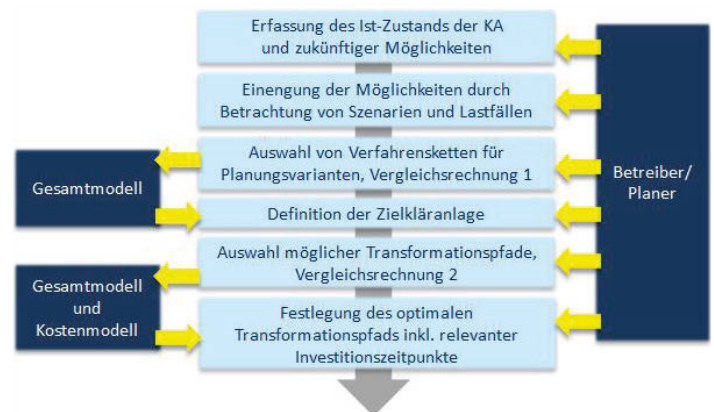 Erfassung des Ist-Zustands der KA
und zukünftiger Möglichkeiten
Einengung der Möglichkeiten durch
Betrachtung von Szenarien und Lastfällen
Auswahl von Verfahrensketten für
Planungsvarianten, Vergleichsrechnung 1
Definition der Zielkläranlage
Auswahl möglicher Transformationspfade,
Vergleichsrechnung 2
Festlegung des optimalen
Transformationspfads inkl. relevanter
Investitionszeitpunkte
Gesamtmodell
Gesamtmodell
und
Kostenmodell
Betreiber/
Planer